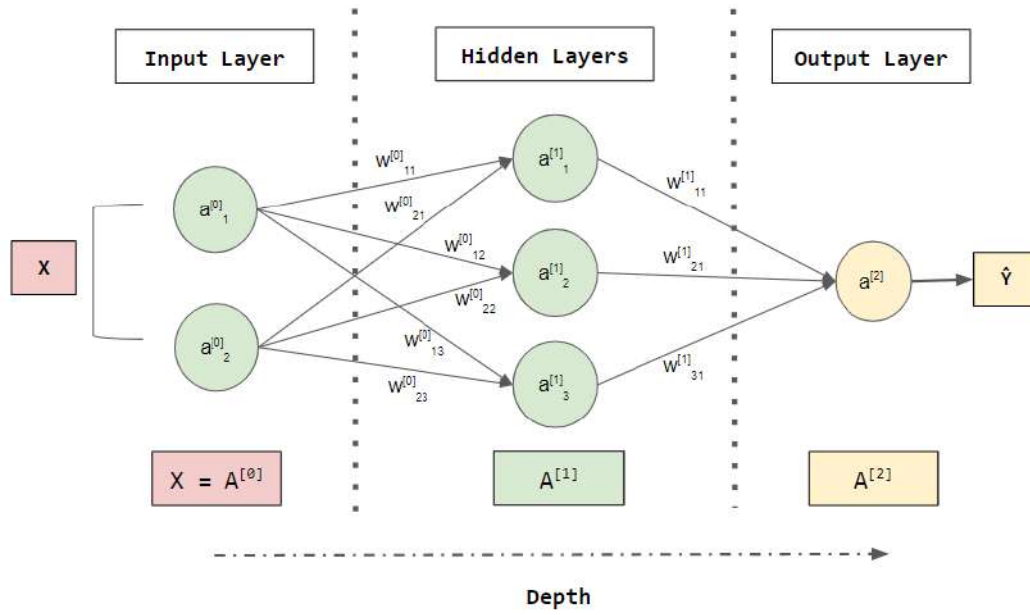 Input Layer
Hidden Layers
Output Layer
X
a[0]1
a[0]2
W[0]11
W[0]21
W[0]12
W[0]22
W[0]13
W[0]23
a[1]1
a[1]2
a[1]3
W[1]11
W[1]21
W[1]31
a[2]
Ŷ
X = A[0]
A[1]
A[2]
Depth